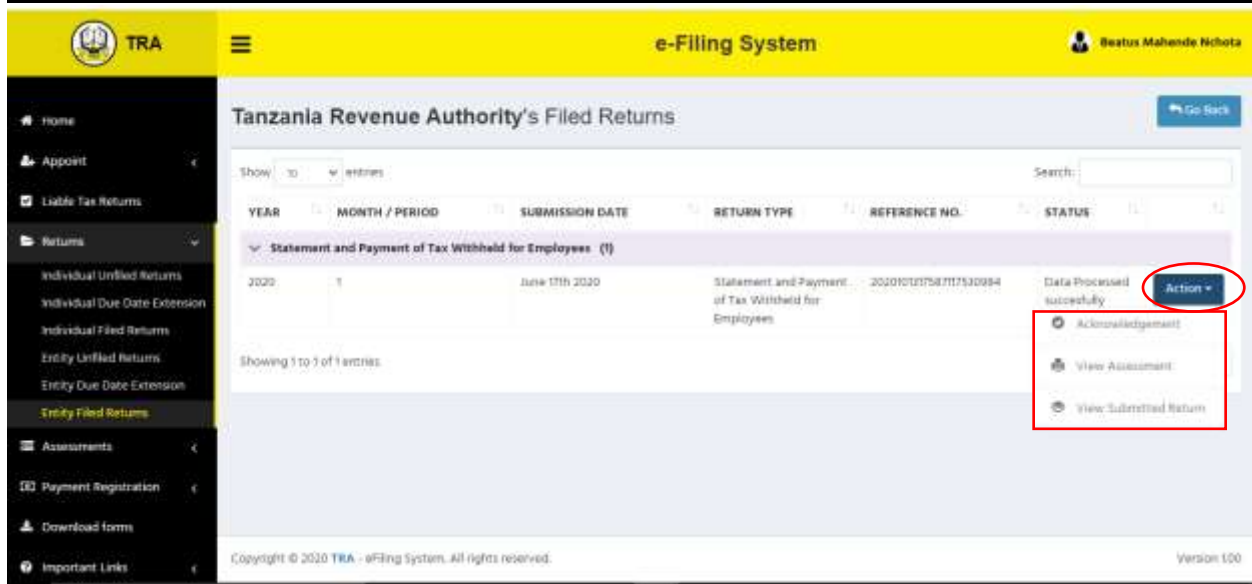 TRA
e-Filing System
Beatus Mahende Nchota
Home
Appoint
Liable Tax Returns
Returns
Individual Unfiled Returns
Individual Due Date Extension
Individual Filed Returns
Entity Unfiled Returns
Entity Due Date Extension
Entity Filed Returns
Assessments
Payment Registration
Download forms
Important Links
Tanzania Revenue Authority's Filed Returns
Go Back
Show 10 entries
Search:
YEAR MONTH / PERIOD SUBMISSION DATE RETURN TYPE REFERENCE NO. STATUS
Statement and Payment of Tax Withheld for Employees (1)
2020 1 June 17th 2020 Statement and Payment Data Processed Action
of Tax Withheld for succesfully
Employees
Acknowledgement
View Assessment
View Submitted Return
Showing 1 to 1 of 1 entries
Copyright © 2020 TRA - eFiling System. All rights reserved.
Version 1.00